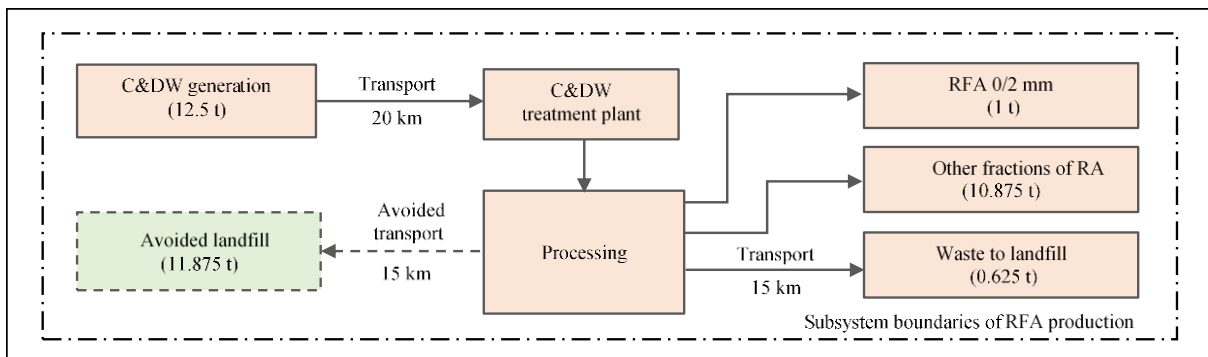 C&DW generation
(12.5 t)
Transport
20 km
C&DW
treatment plant
RFA 0/2 mm
(1 t)
Other fractions of RA
(10.875 t)
Avoided landfill
(11.875 t)
Avoided
transport
15 km
Processing
Transport
15 km
Waste to landfill
(0.625 t)
Subsystem boundaries of RFA production